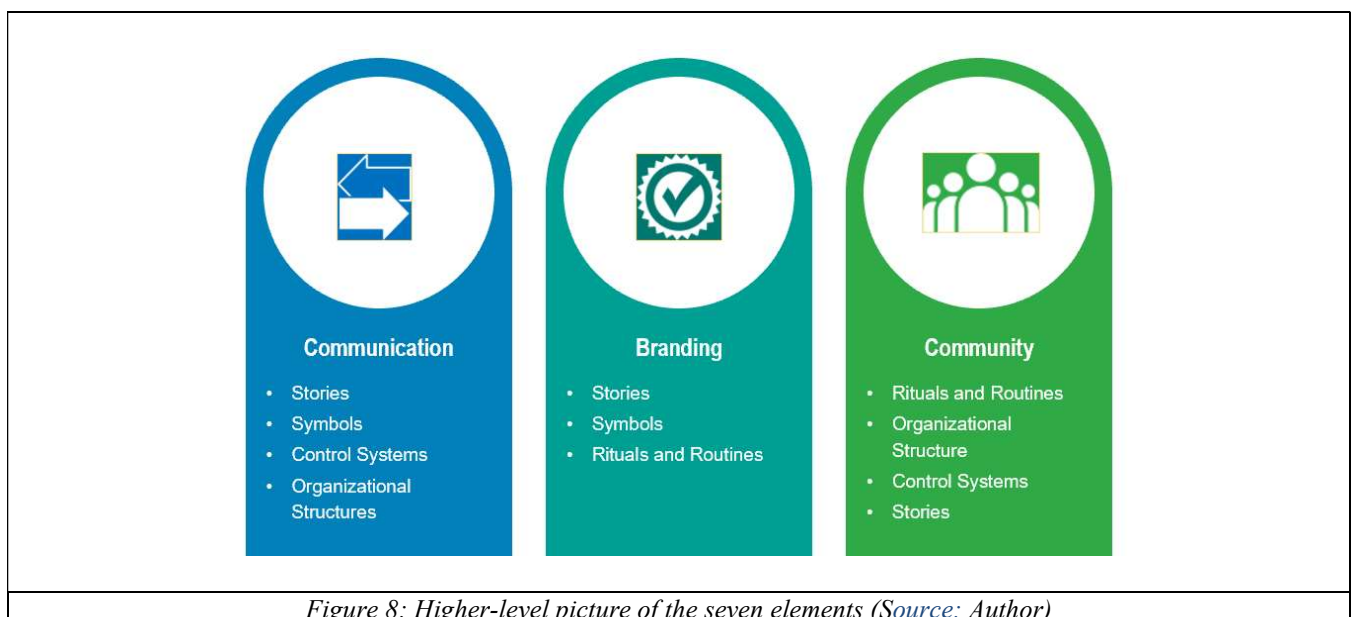 Communication
• Stories
• Symbols
• Control Systems
• Organizational
Structures
Branding
• Stories
• Symbols
• Rituals and Routines
Community
• Rituals and Routines
• Organizational
Structure
• Control Systems
• Stories
Figure 8: Higher-level picture of the seven elements (Source: Author)